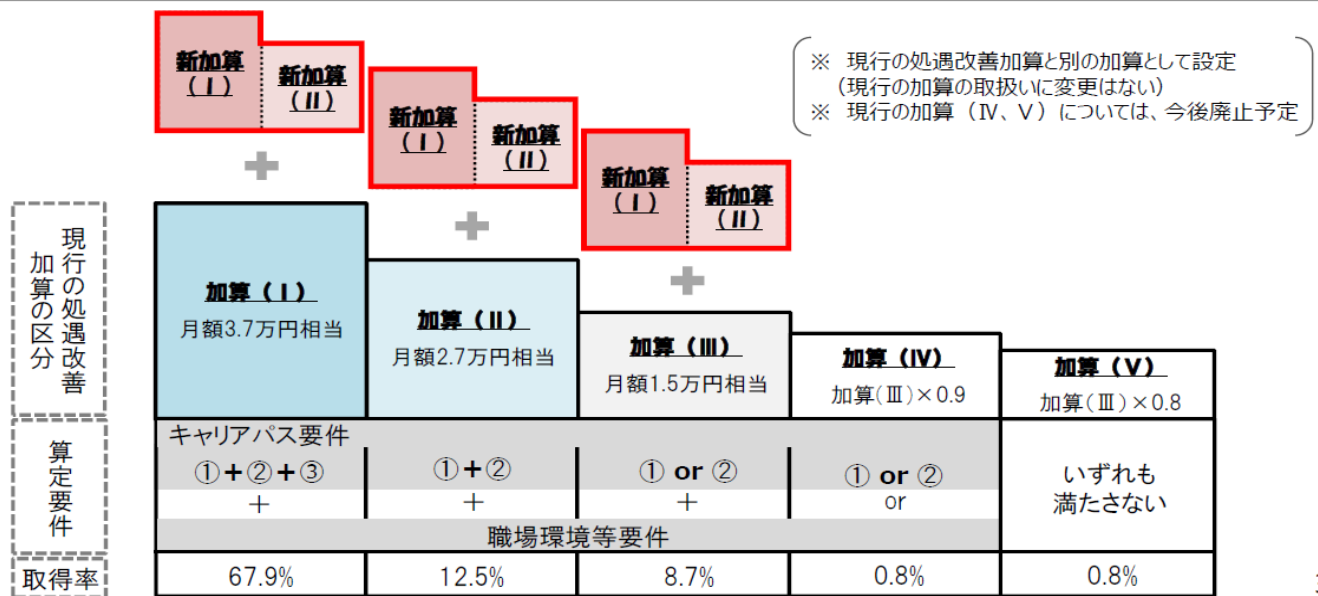 新加算
(Ⅰ)
新加算
(Ⅱ)
新加算
(Ⅰ)
新加算
(Ⅱ)
新加算
(Ⅰ)
新加算
(Ⅱ)
※ 現行の処遇改善加算と別の加算として設定
(現行の加算の取扱いに変更はない)
※ 現行の加算(Ⅳ、Ⅴ)については、今後廃止予定
現行の処遇改善
加算の区分
加算(Ⅰ)
月額3.7万円相当
加算(Ⅱ)
月額2.7万円相当
加算(Ⅲ)
月額1.5万円相当
加算(Ⅳ)
加算(Ⅲ)×0.9
加算(Ⅴ)
加算(Ⅲ)×0.8
算定要件
キャリアパス要件
①+②+③
+
①+②
+
① or ②
+
① or ②
or
いずれも
満たさない
職場環境等要件
取得率
67.9%
12.5%
8.7%
0.8%
0.8%